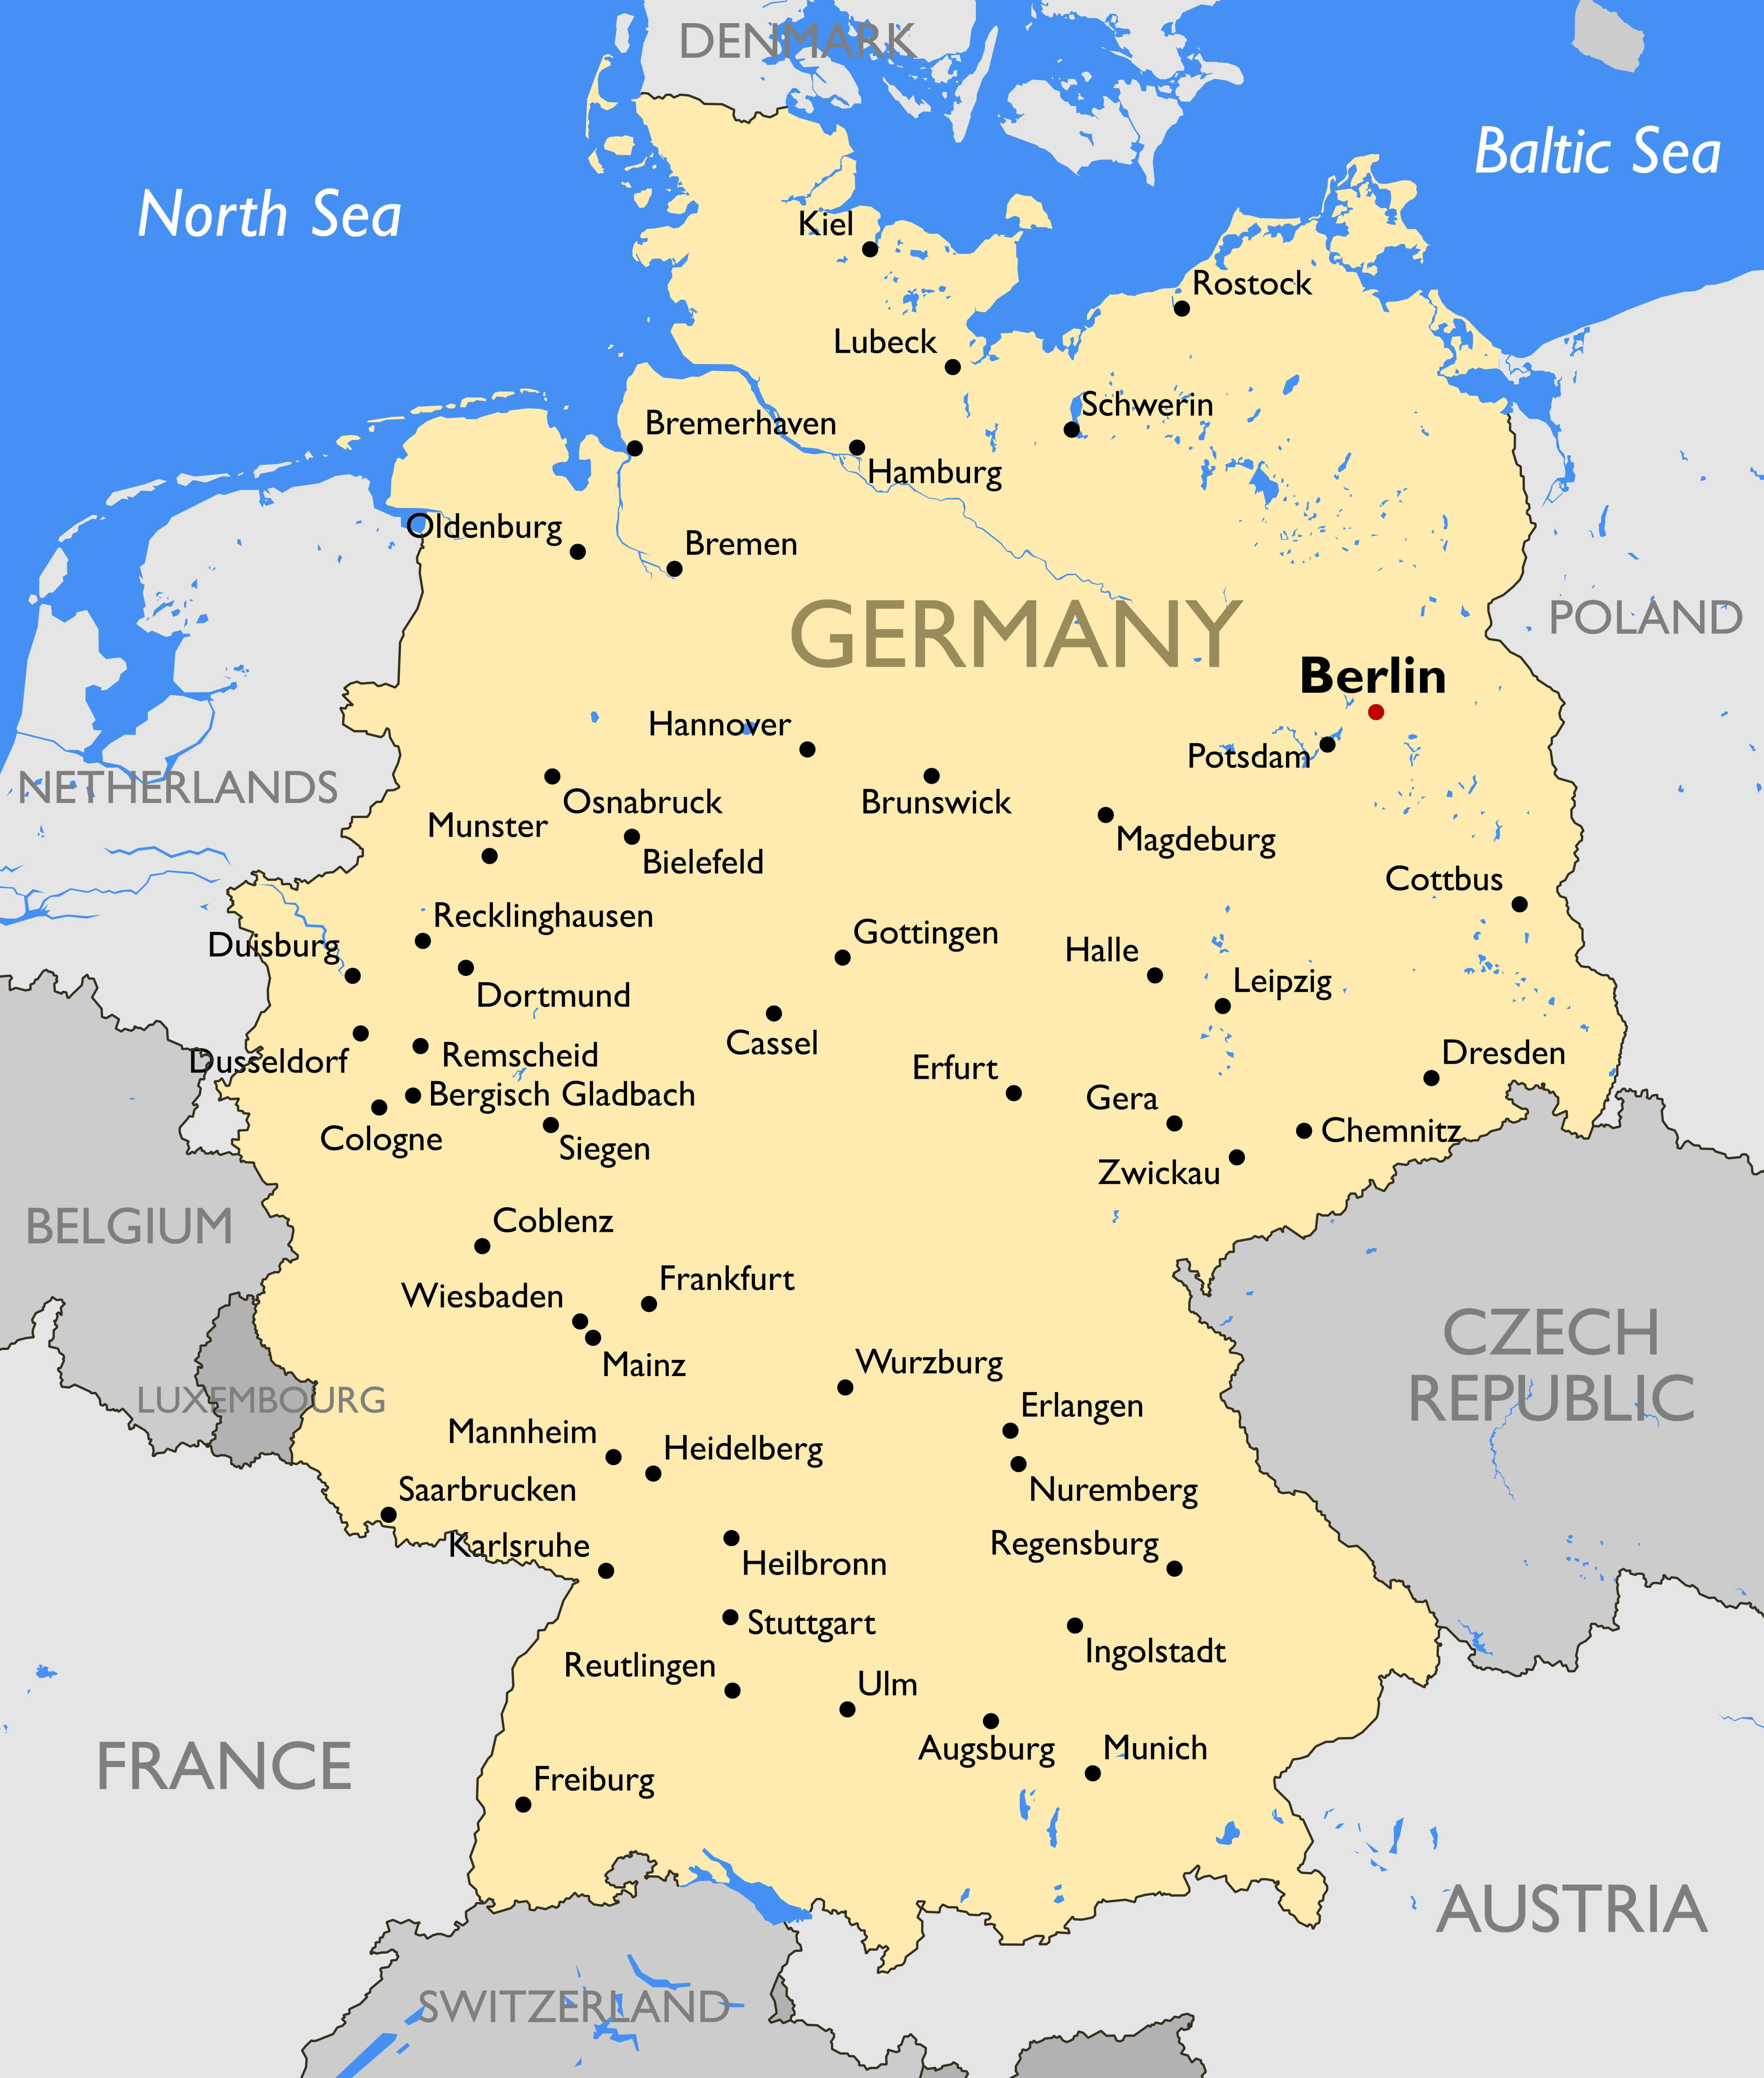 DENMARK
Baltic Sea
North Sea
Kiel
Rostock
Lubeck
Schwerin
Bremerhaven
Hamburg
Oldenburg
Bremen
GERMANY
POLAND
Berlin
Hannover
Potsdam
NETHERLANDS
Osnabruck
Brunswick
Munster
Magdeburg
Bielefeld
Cottbus
Recklinghausen
Gottingen
Duisburg
Halle
Leipzig
Dortmund
Cassel
Dresden
Remscheid
Dusseldorf
Erfurt
Bergisch Gladbach
Gera
Chemnitz
Cologne
Siegen
Zwickau
Coblenz
BELGIUM
Frankfurt
Wiesbaden
CZECH
REPUBLIC
Mainz
Wurzburg
LUXEMBOURG
Erlangen
Mannheim
Heidelberg
Saarbrucken
Nuremberg
Karlsruhe
Regensburg
Heilbronn
Stuttgart
Ingolstadt
Reutlingen
Ulm
Augsburg
Munich
FRANCE
Freiburg
AUSTRIA
SWITZERLAND